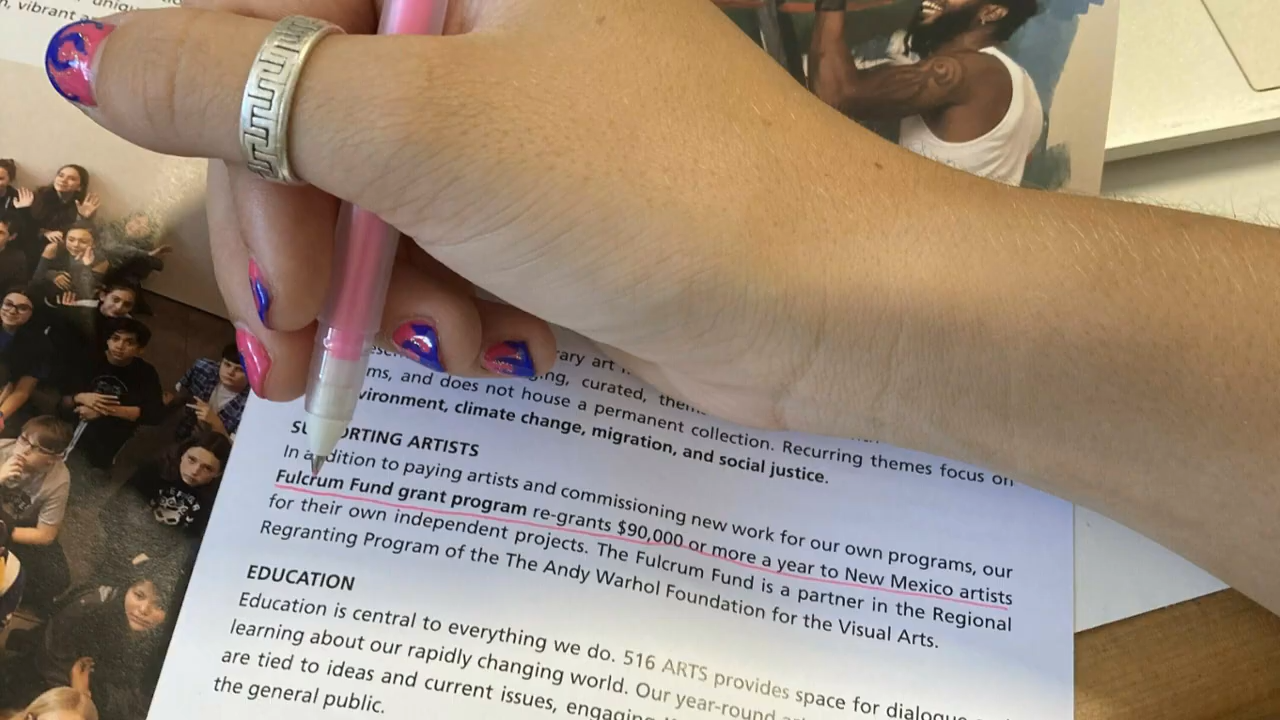 n, vibrant
ary art
ng, curated,
ms, and does not house a permanent collection. Recurring themes focus on
vironment, climate change, migration, and social justice.
ORTING ARTISTS
In dition to paying artists and commissioning new work for our own programs, our
Fulcrum Fund grant program re-grants $90,000 or more a year to New Mexico artists
for their own independent projects. The Fulcrum Fund is a partner in the Regional
Regranting Program of the The Andy Warhol Foundation for the Visual Arts.
EDUCATION
Education is central to everything we do. 516 ARTS provides space for dialogue
learning about our rapidly changing world. Our year-round
are tied to ideas and current issues, engaging
the general public.